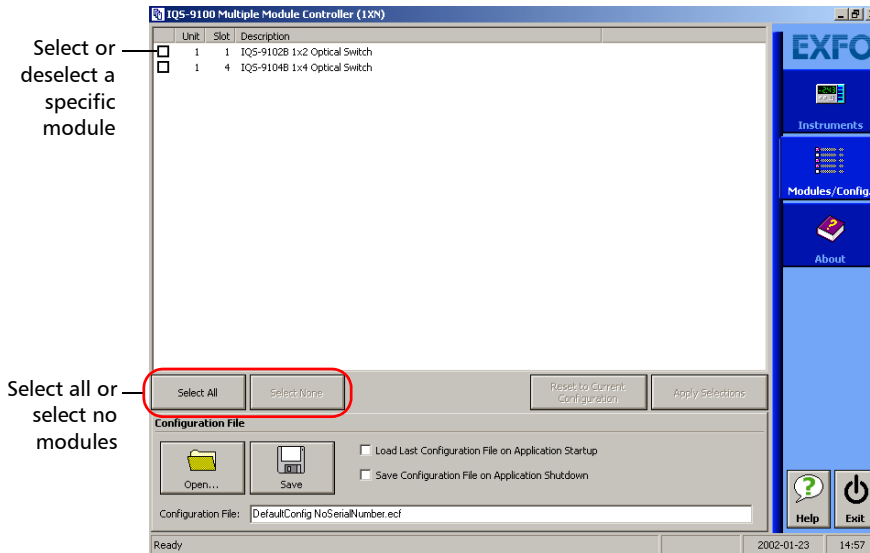 IQS-9100 Multiple Module Controller (1XN)
Unit Slot Description
1 1 IQS-9102B 1x2 Optical Switch
1 4 IQS-9104B 1x4 Optical Switch
Select or
deselect a
specific
module
EXFO
Instruments
Modules/Config.
About
Select all or
select no
modules
Select All
Select None
Reset to Current
Configuration
Apply Selections
Configuration File
Open...
Save
Load Last Configuration File on Application Startup
Save Configuration File on Application Shutdown
Configuration File: DefaultConfig NoSerialNumber.ecf
Help
Exit
Ready
2002-01-23
14:57